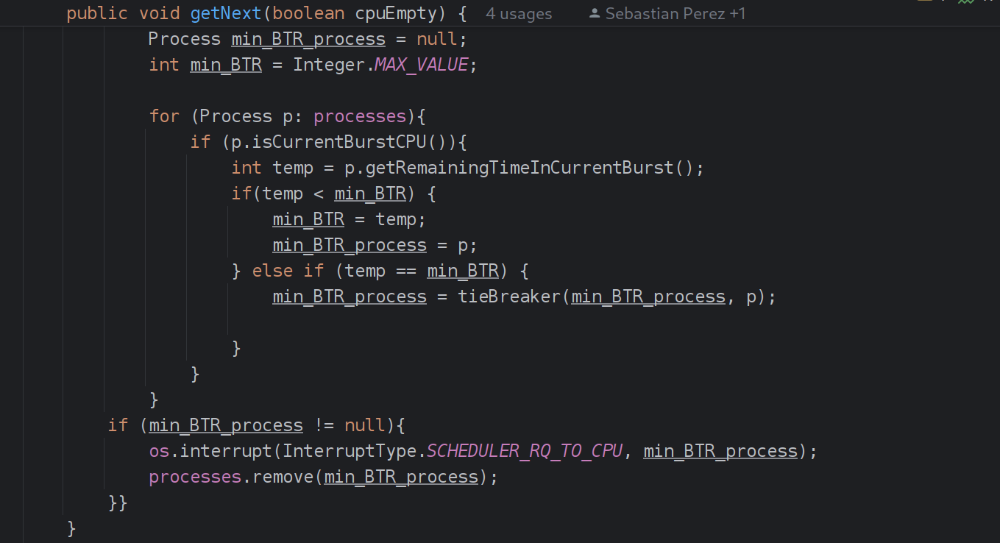 public void getNext(boolean cpuEmpty) { 4 usages Sebastian Perez +1
Process min_BTR_process = null;
int min_BTR = Integer.MAX_VALUE;
for (Process p: processes){
if (p.isCurrentBurstCPU()){
int temp = p.getRemainingTimeInCurrentBurst();
if(temp < min_BTR) {
min_BTR = temp;
min_BTR_process = p;
} else if (temp == min_BTR) {
min_BTR_process = tieBreaker(min_BTR_process, p);
}
}
}
if (min_BTR_process != null){
os.interrupt(InterruptType.SCHEDULER_RQ_TO_CPU, min_BTR_process);
processes.remove(min_BTR_process);
}}
}